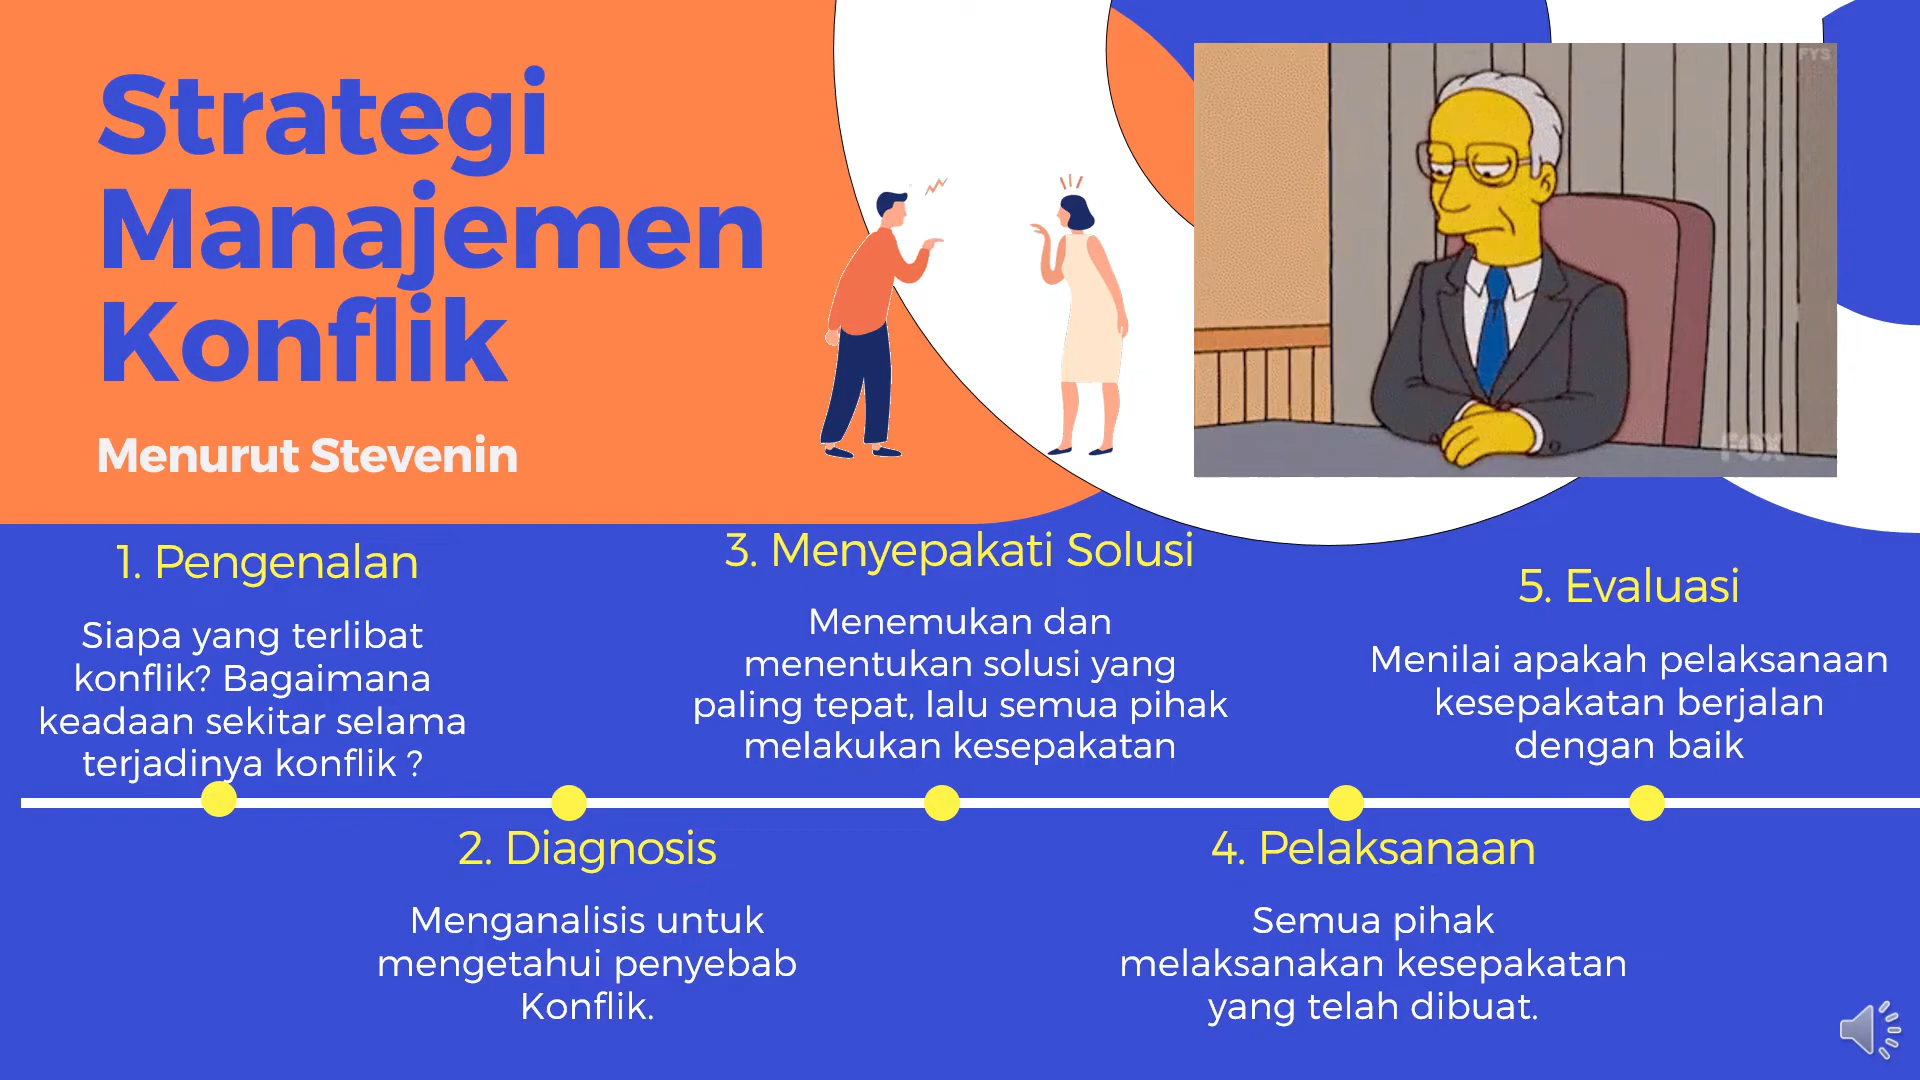 Strategi
Manajemen
Konflik
Menurut Stevenin
FYS
FOX
1. Pengenalan
Siapa yang terlibat
konflik? Bagaimana
keadaan sekitar selama
terjadinya konflik ?
2. Diagnosis
Menganalisis untuk
mengetahui penyebab
Konflik.
3. Menyepakati Solusi
Menemukan dan
menentukan solusi yang
paling tepat, lalu semua pihak
melakukan kesepakatan
4. Pelaksanaan
Semua pihak
melaksanakan kesepakatan
yang telah dibuat.
5. Evaluasi
Menilai apakah pelaksanaan
kesepakatan berjalan
dengan baik